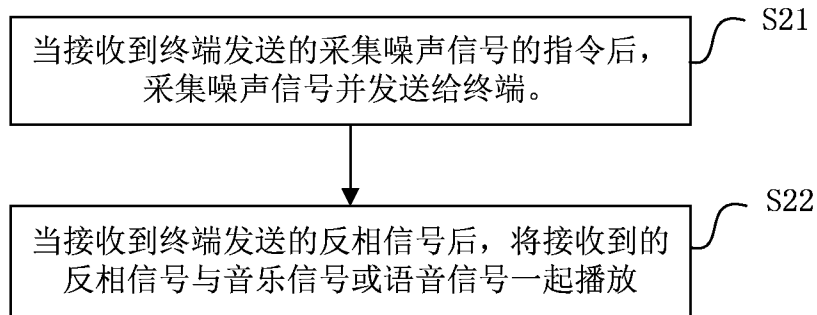 当接收到终端发送的采集噪声信号的指令后，
采集噪声信号并发送给终端。
S21
当接收到终端发送的反相信号后，将接收到的
反相信号与音乐信号或语音信号一起播放
S22